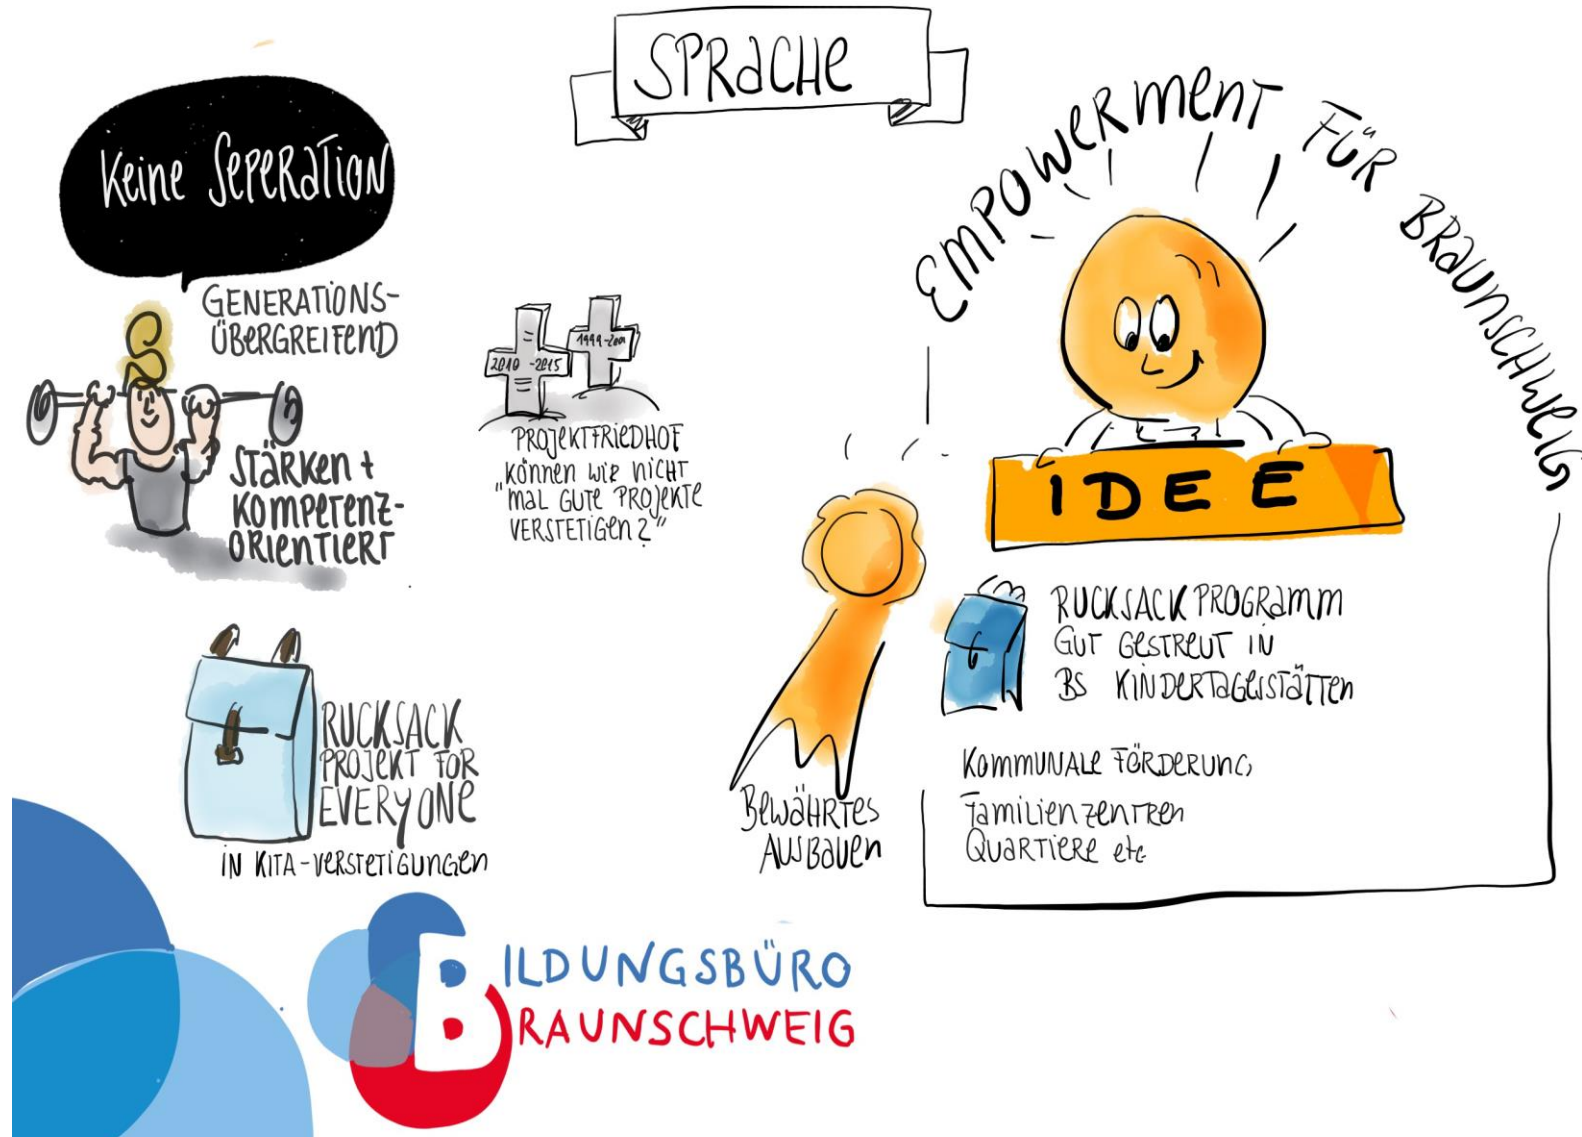 SPRACHE
Keine SEPERATION
GENERATIONS-
ÜBERGREIFEND
STÄRKEN +
KOMPETENZ-
ORIENTIERT
2010 - 2015
1999-2001
PROJEKTFRIEDHOF
"KÖNNEN WIR NICHT
MAL GUTE PROJEKTE
VERSTETIGEN?"
RUCKSACK
PROJEKT FOR
EVERYONE
IN KITA-VERSTETIGUNGEN
EMPOWERMENT FÜR BRAUNSCHWEIG
IDEE
BEWÄHRTES
AUSBAUEN
RUCKSACK PROGRAMM
GUT GESTREUT IN
BS KINDERTAGESSTÄTTEN
KOMMUNALE FÖRDERUNG
FAMILIENZENTREN
QUARTIERE etc
BILDUNGSBÜRO
BRAUNSCHWEIG